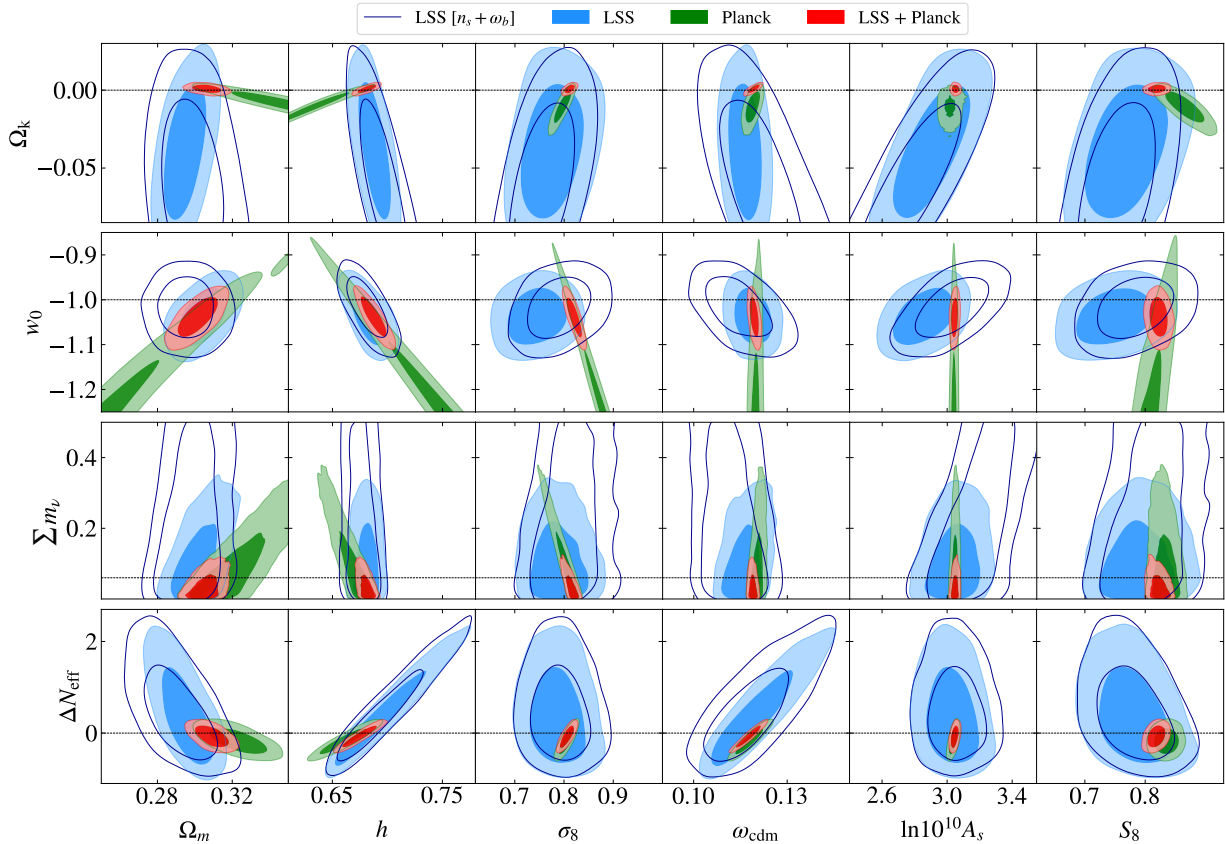 LSS [n_s + ω_b] LSS Planck LSS + Planck
0.00
−0.05
Ω_k
−0.9
−1.0
−1.1
−1.2
w_0
0.4
0.2
∑ m_ν
2
1
0
ΔN_eff
0.28 0.32 0.65 0.75 0.7 0.8 0.9 0.10 0.13 2.6 3.0 3.4 0.7 0.8
Ω_m h σ_8 ω_cdm ln10^{10}A_s S_8